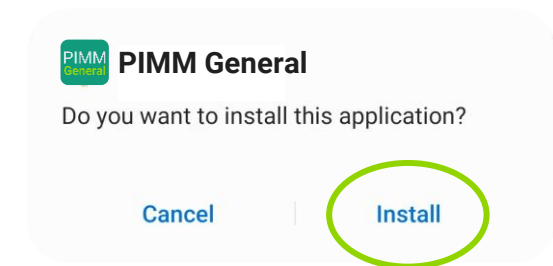 PIMM
General
PIMM General
Do you want to install this application?
Cancel
Install